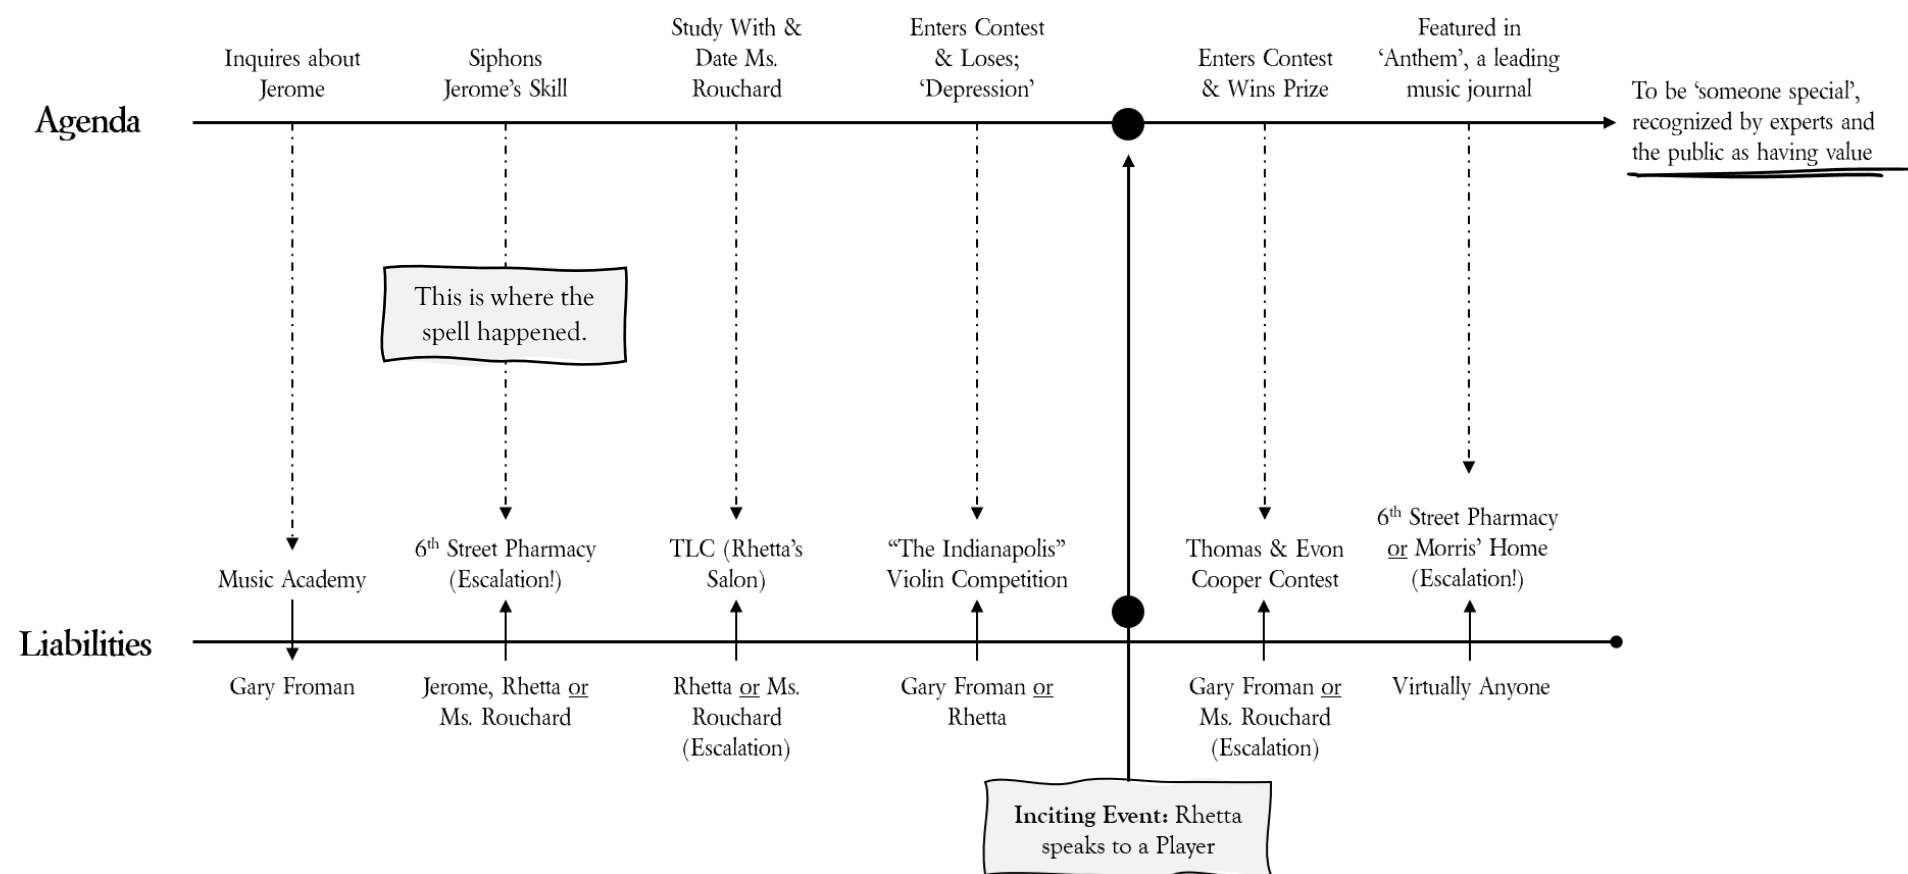 Inquires about
Jerome
Siphons
Jerome's Skill
Study With &
Date Ms.
Rouchard
Enters Contest
& Loses;
'Depression'
Enters Contest
& Wins Prize
Featured in
'Anthem', a leading
music journal
Agenda
To be 'someone special',
recognized by experts and
the public as having value
This is where the
spell happened.
Music Academy
6th Street Pharmacy
(Escalation!)
TLC (Rhetta's
Salon)
“The Indianapolis”
Violin Competition
Thomas & Evon
Cooper Contest
6th Street Pharmacy
or Morris' Home
(Escalation!)
Liabilities
Gary Froman
Jerome, Rhetta or
Ms. Rouchard
Rhetta or Ms.
Rouchard
(Escalation)
Gary Froman or
Rhetta
Gary Froman or
Ms. Rouchard
(Escalation)
Virtually Anyone
Inciting Event: Rhetta
speaks to a Player